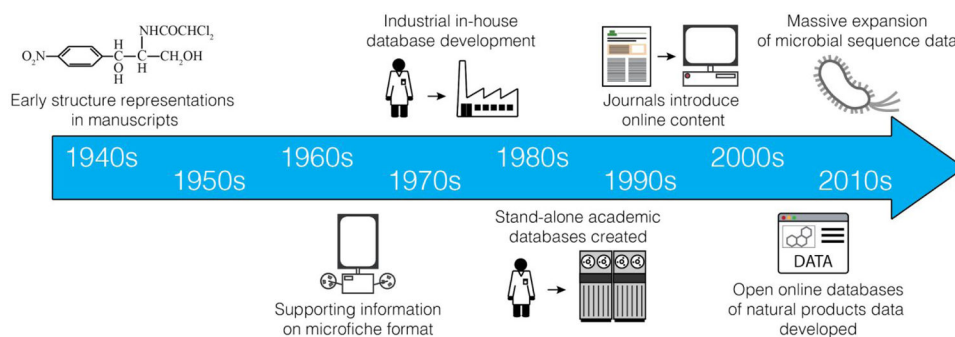 NHCOCHCl₂
O₂N
CH₂OH
C
C
H
O
H
H
Early structure representations
in manuscripts
Industrial in-house
database development
Journals introduce
online content
Massive expansion
of microbial sequence data
1940s
1950s
1960s
1970s
1980s
1990s
2000s
2010s
Supporting information
on microfiche format
Stand-alone academic
databases created
DATA
Open online databases
of natural products data
developed